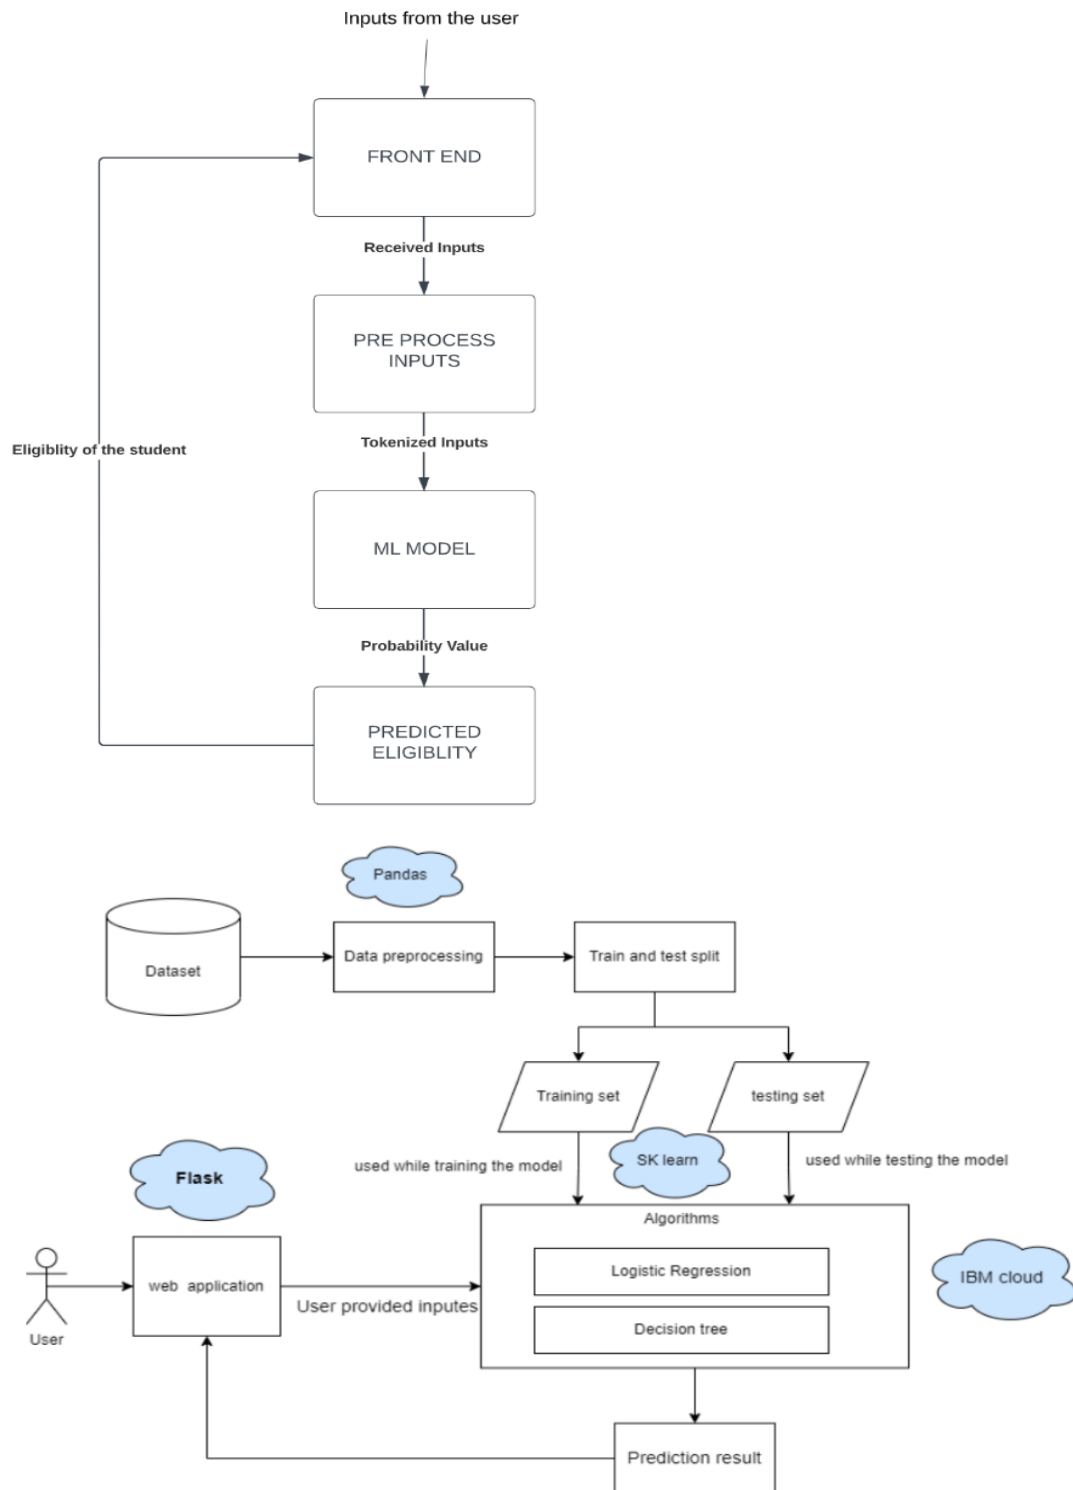 Inputs from the user
FRONT END
Received Inputs
PRE PROCESS
INPUTS
Tokenized Inputs
Eligiblity of the student
ML MODEL
Probability Value
PREDICTED
ELIGIBLITY
Pandas
Dataset
Data preprocessing
Train and test split
Training set
testing set
used while training the model
SK learn
used while testing the model
Flask
Algorithms
web application
Logistic Regression
IBM cloud
User provided inputes
Decision tree
User
Prediction result